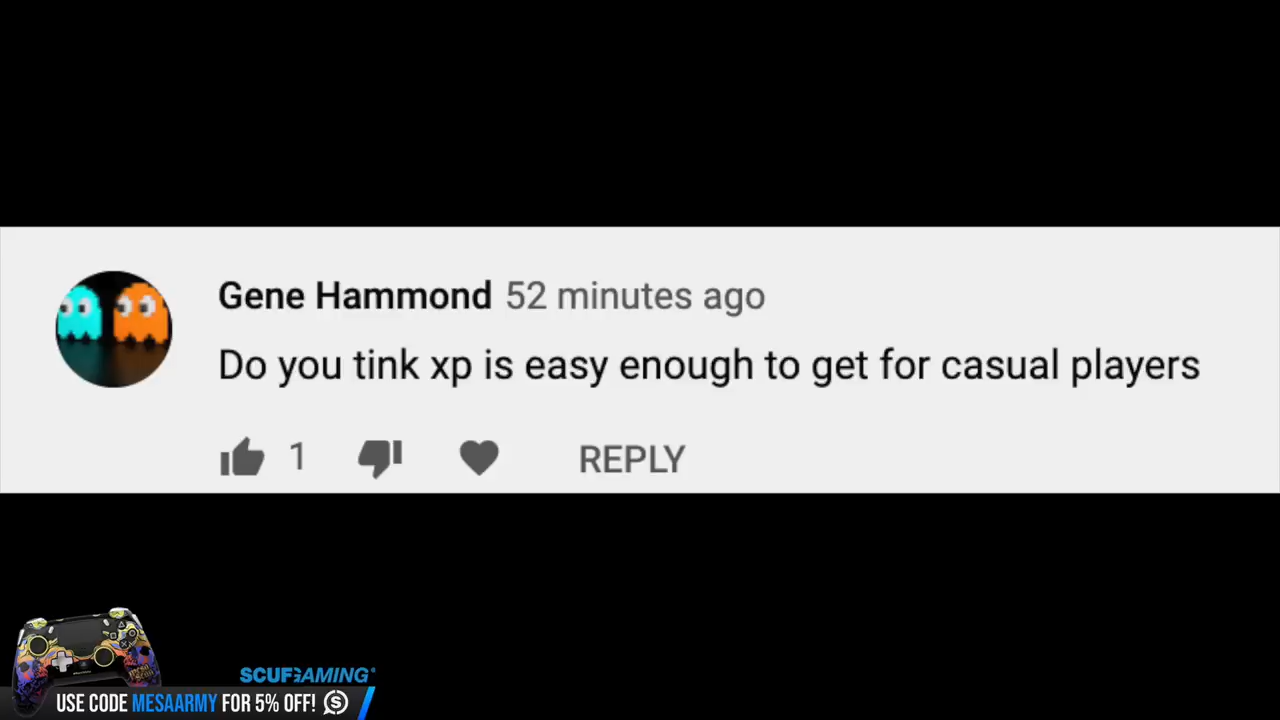 Gene Hammond 52 minutes ago
Do you tink xp is easy enough to get for casual players
1 REPLY
SCUFGAMING®
USE CODE MESAARMY FOR 5% OFF!